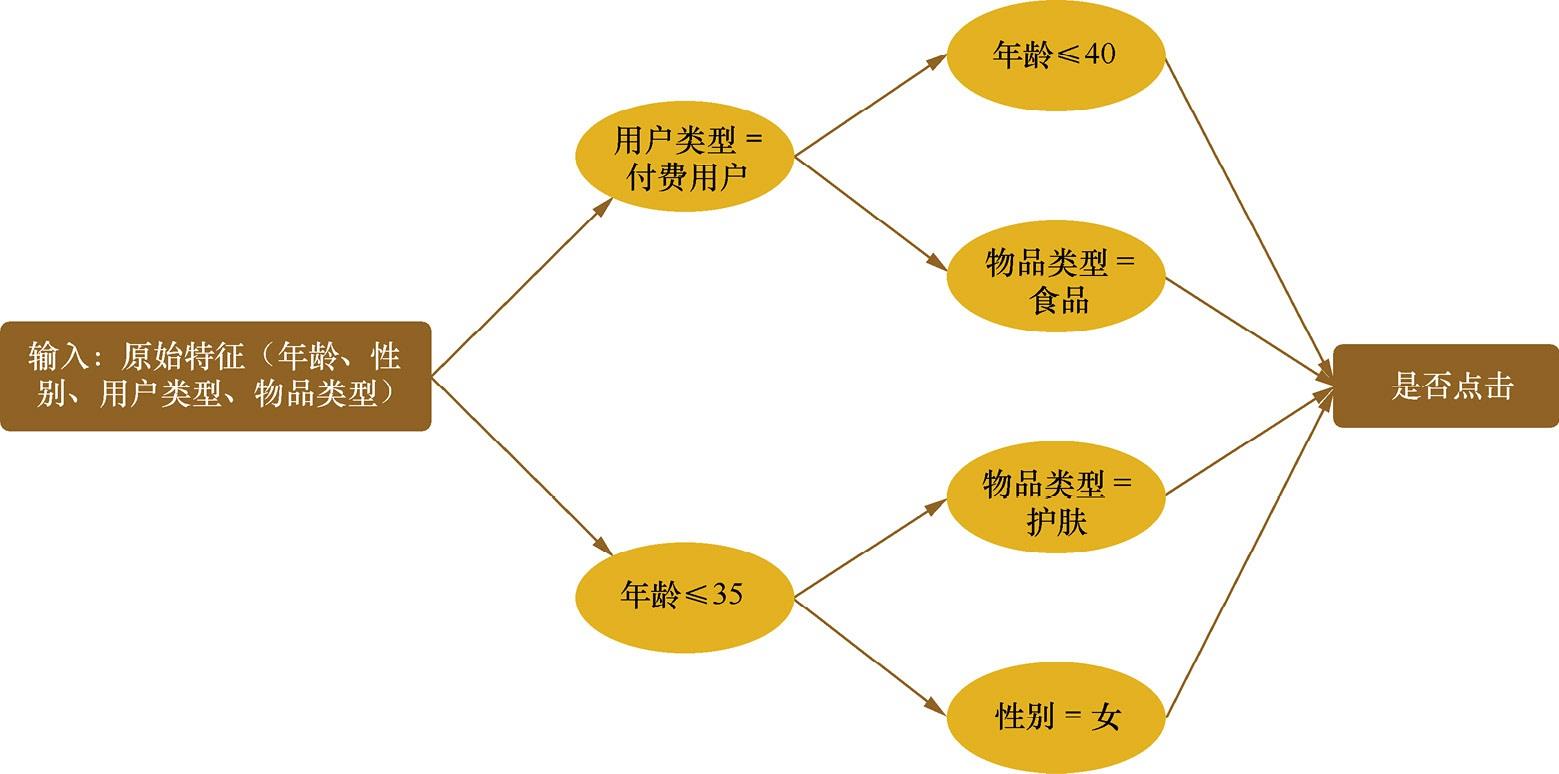 年龄≤40
用户类型 =
付费用户
物品类型 =
食品
输入：原始特征（年龄、性
别、用户类型、物品类型）
是否点击
物品类型 =
护肤
年龄≤35
性别 = 女